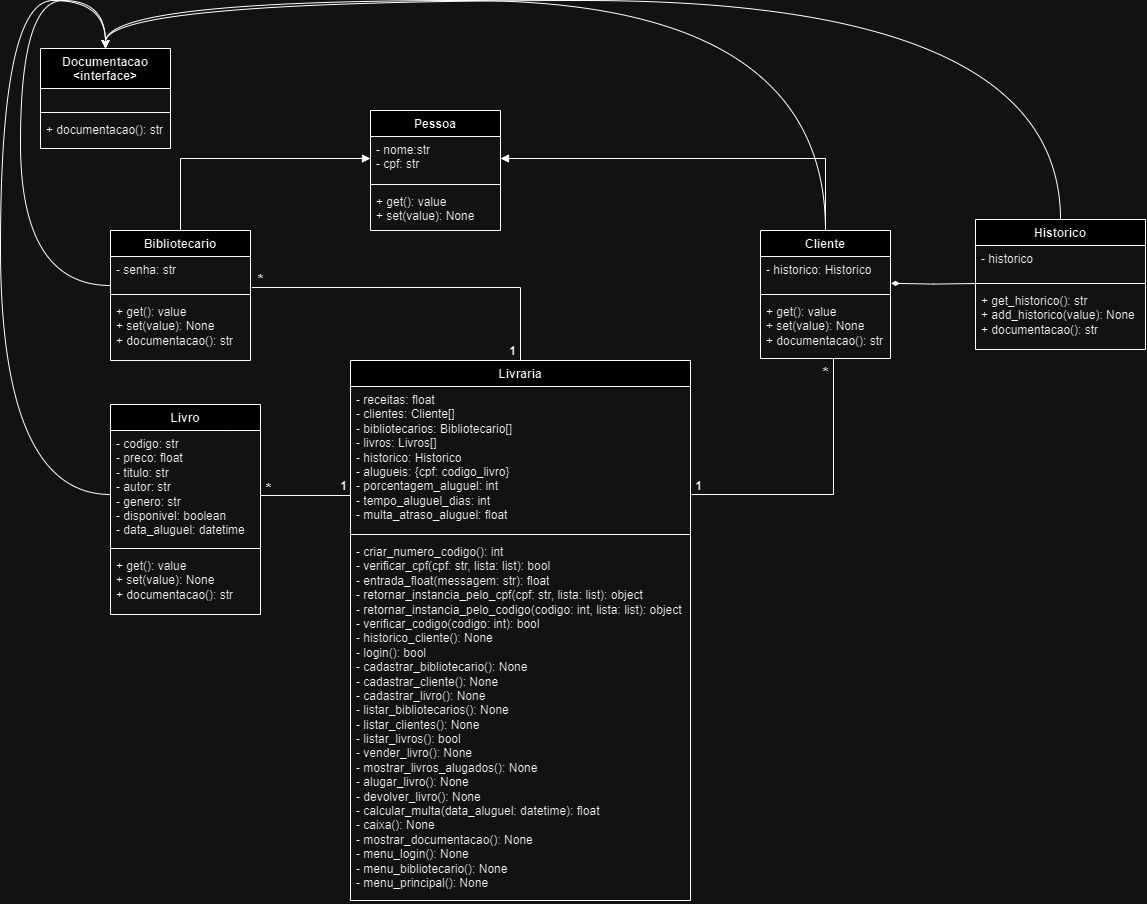 Documentacao
<interface>
+ documentacao(): str
Pessoa
- nome:str
- cpf: str
+ get(): value
+ set(value): None
Bibliotecario
- senha: str
+ get(): value
+ set(value): None
+ documentacao(): str
*
1
Cliente
- historico: Historico
+ get(): value
+ set(value): None
+ documentacao(): str
*
1
Historico
- historico
+ get_historico(): str
+ add_historico(value): None
+ documentacao(): str
Livro
- codigo: str
- preco: float
- titulo: str
- autor: str
- genero: str
- disponivel: boolean
- data_aluguel: datetime
+ get(): value
+ set(value): None
+ documentacao(): str
*
1
Livraria
- receitas: float
- clientes: Cliente[]
- bibliotecarios: Bibliotecario[]
- livros: Livros[]
- historico: Historico
- alugueis: {cpf: codigo_livro}
- porcentagem_aluguel: int
- tempo_aluguel_dias: int
- multa_atraso_aluguel: float
- criar_numero_codigo(): int
- verificar_cpf(cpf: str, lista: list): bool
- entrada_float(messagem: str): float
- retornar_instancia_pelo_cpf(cpf: str, lista: list): object
- retornar_instancia_pelo_codigo(codigo: int, lista: list): object
- verificar_codigo(codigo: int): bool
- historico_cliente(): None
- login(): bool
- cadastrar_bibliotecario(): None
- cadastrar_cliente(): None
- cadastrar_livro(): None
- listar_bibliotecarios(): None
- listar_clientes(): None
- listar_livros(): bool
- vender_livro(): None
- mostrar_livros_alugados(): None
- alugar_livro(): None
- devolver_livro(): None
- calcular_multa(data_aluguel: datetime): float
- caixa(): None
- mostrar_documentacao(): None
- menu_login(): None
- menu_bibliotecario(): None
- menu_principal(): None